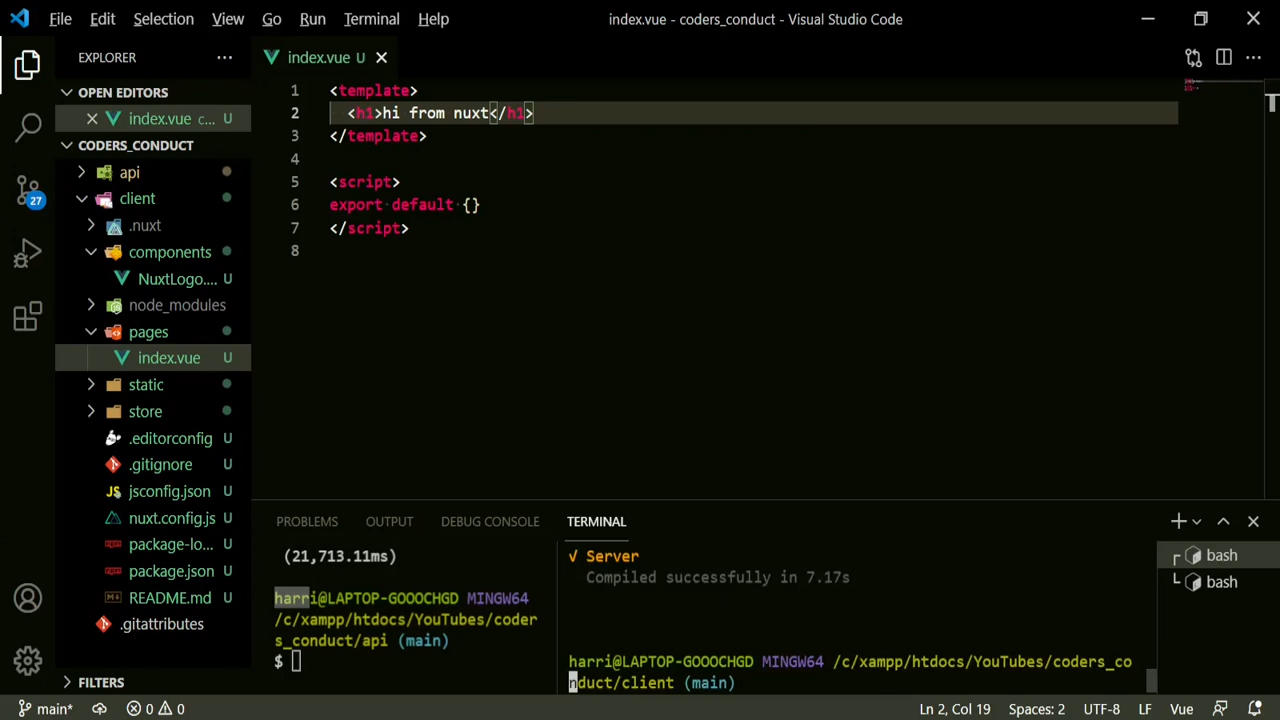 File Edit Selection View Go Run Terminal Help index.vue - coders_conduct - Visual Studio Code
EXPLORER
index.vue U
OPEN EDITORS
index.vue c... U
CODERS_CONDUCT
api
client
.nuxt
components
NuxtLogo.... U
node_modules
pages
index.vue U
static
store
.editorconfig U
.gitignore U
jsconfig.json U
nuxt.config.js U
package-lo... U
package.json U
README.md U
.gitattributes
FILTERS
27
1 <template>
2 <h1>hi from nuxt</h1>
3 </template>
4
5 <script>
6 export default {}
7 </script>
8
PROBLEMS OUTPUT DEBUG CONSOLE TERMINAL
(21,713.11ms)
harri@LAPTOP-GOOOCHGD MINGW64
/c/xampp/htdocs/YouTubes/coder
s_conduct/api (main)
$
√ Server
Compiled successfully in 7.17s
harri@LAPTOP-GOOOCHGD MINGW64 /c/xampp/htdocs/YouTubes/coders_co
nduct/client (main)
bash
bash
main* 0 0 Ln 2, Col 19 Spaces: 2 UTF-8 LF Vue